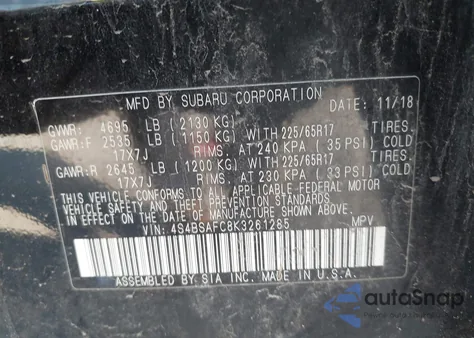 MFD BY SUBARU CORPORATION DATE: 11/18
GVWR: 4695 LB (2130 KG)
GAWR:F 2535 LB (1150 KG) WITH 225/65R17 TIRES.
17X7J RIMS. AT 240 KPA (35 PSI) COLD
GAWR:R 2645 LB (1200 KG) WITH 225/65R17 TIRES.
17X7J RIMS. AT 230 KPA (33 PSI) COLD
THIS VEHICLE CONFORMS TO ALL APPLICABLE FEDERAL MOTOR
VEHICLE SAFETY AND THEFT PREVENTION STANDARDS
IN EFFECT ON THE DATE OF MANUFACTURE SHOWN ABOVE.
VIN: 4S4BSAFC8K3261285 MPV
ASSEMBLED BY SIA INC. MADE IN U.S.A.
autoSnap